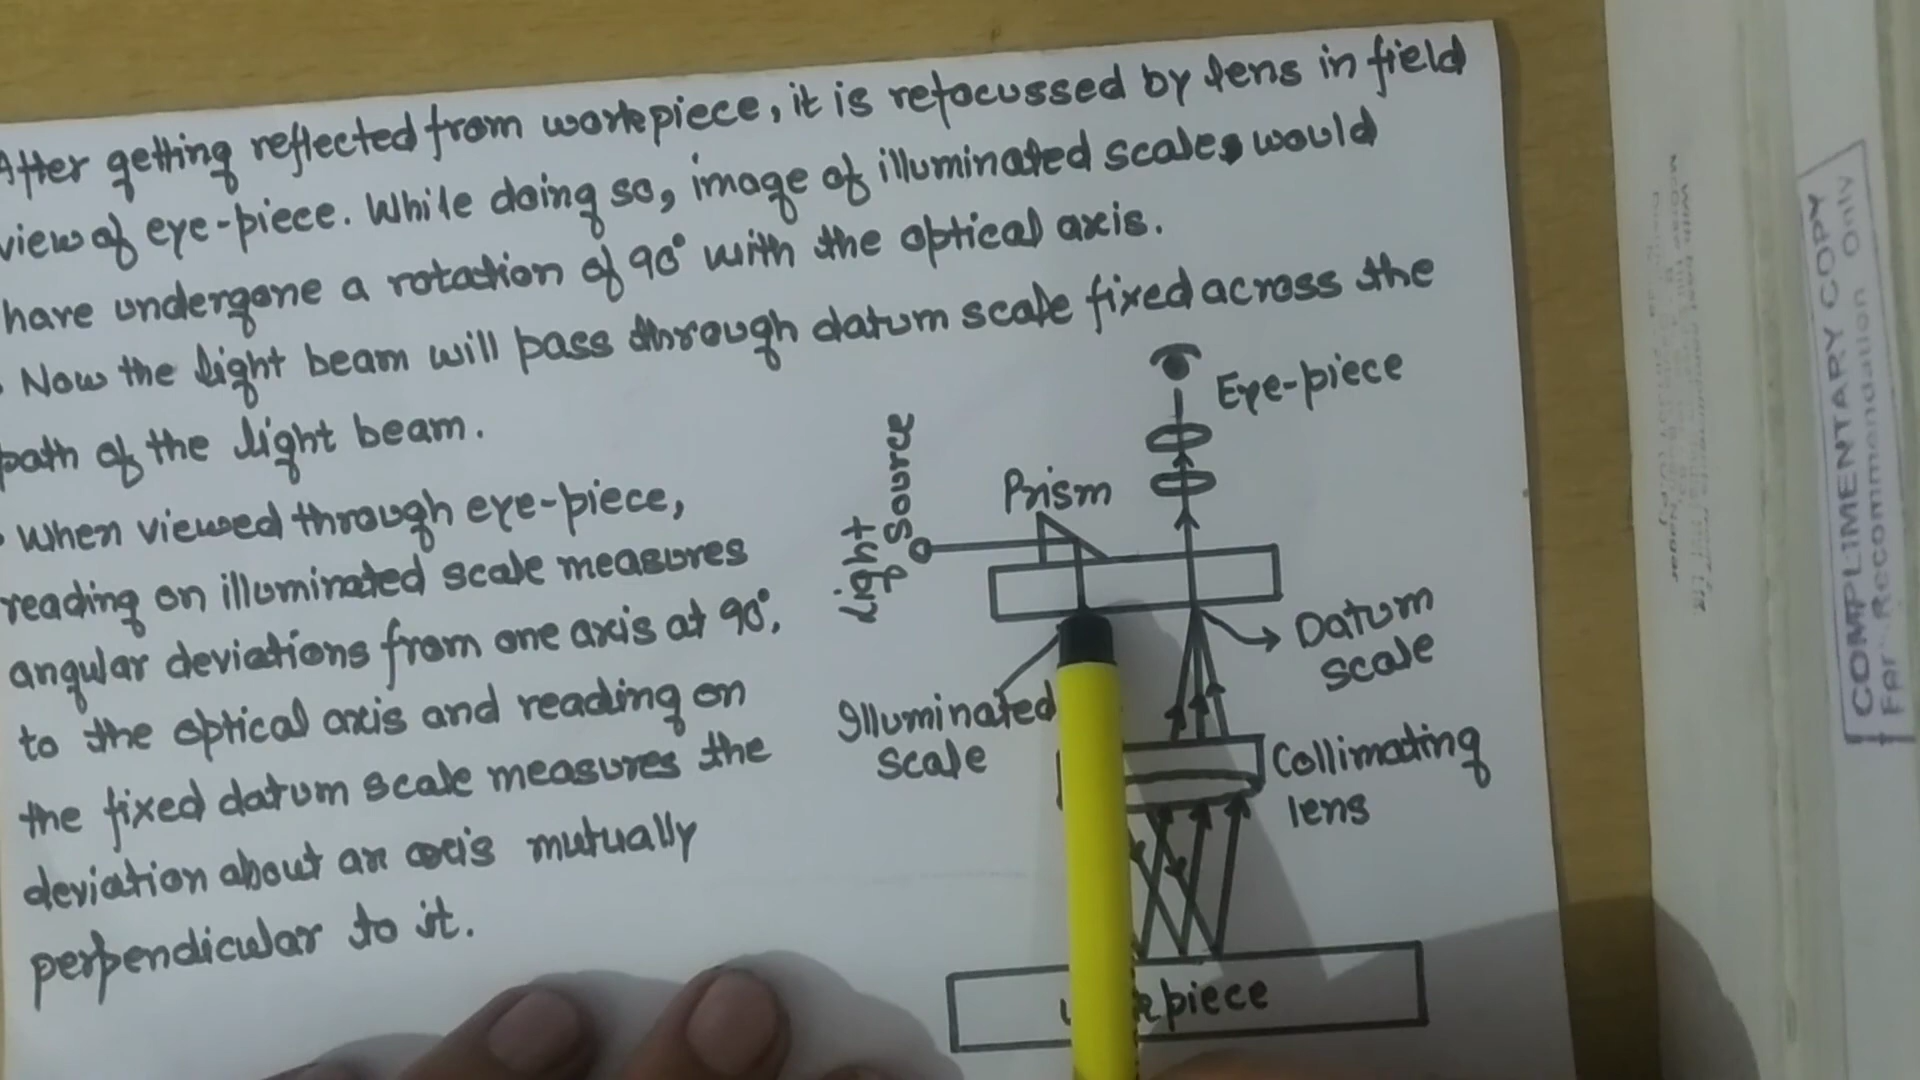 After getting reflected from workpiece, it is refocussed by lens in field
view of eye-piece. While doing so, image of illuminated scale, would
have undergone a rotation of 90° with the optical axis.
Now the light beam will pass through datum scale fixed across the
path of the light beam.
When viewed through eye-piece,
reading on illuminated scale measures
angular deviations from one axis at 90°,
to the optical axis and reading on
the fixed datum scale measures the
deviation about an axis mutually
perpendicular to it.
Eye-piece
Light
Source
Prism
Datum
scale
Illuminated
scale
Collimating
lens
piece
COMPLIMENTARY COPY
For Recommendation Only